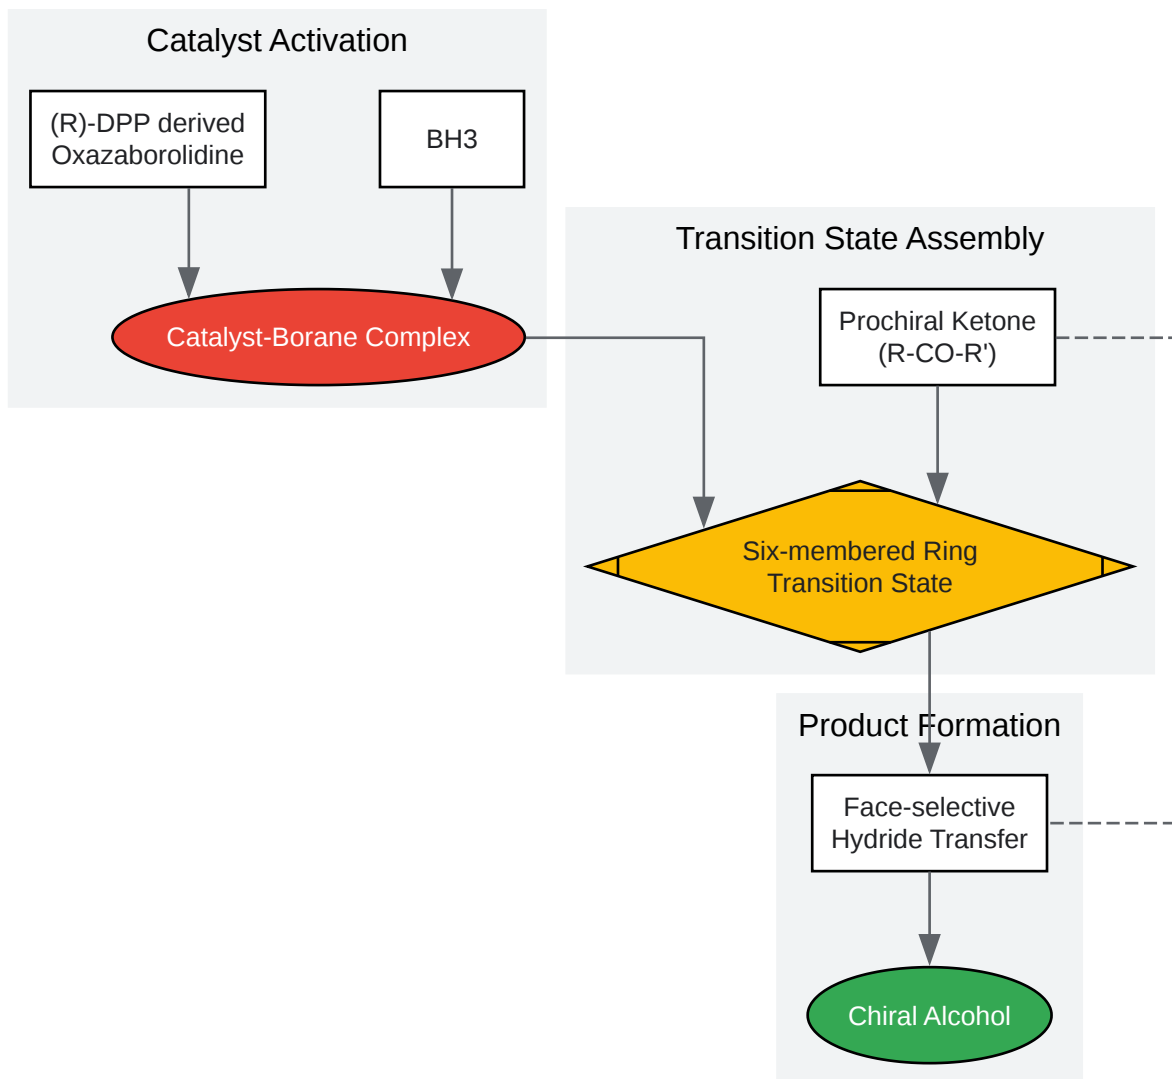 Catalyst Activation
(R)-DPP derived
Oxazaborolidine
BH3
Catalyst-Borane Complex
Transition State Assembly
Prochiral Ketone
(R-CO-R')
Six-membered Ring
Transition State
Product Formation
Face-selective
Hydride Transfer
Chiral Alcohol